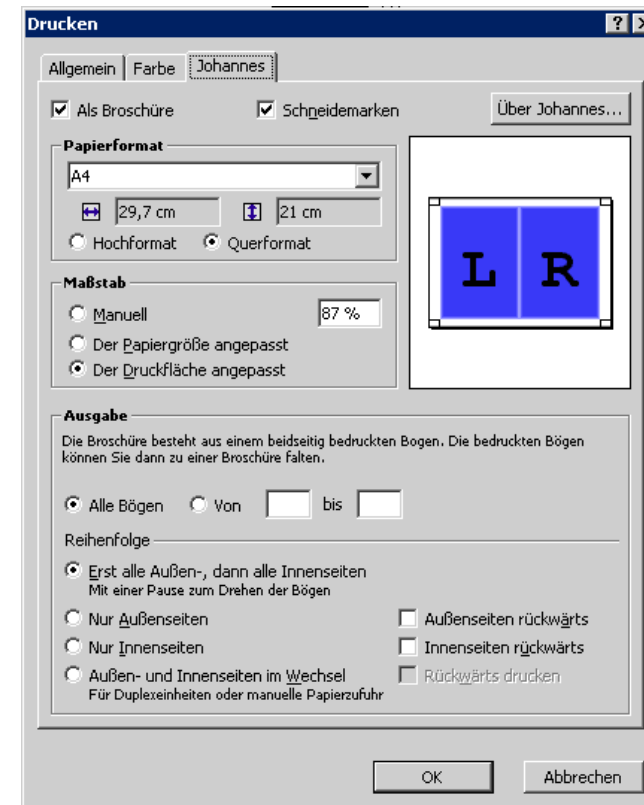 Drucken
Allgemein Farbe Johannes
Als Broschüre Schneidemarken Über Johannes...
Papierformat
A4
29,7 cm 21 cm
Hochformat Querformat
Maßstab
Manuell 87 %
Der Papiergröße angepasst
Der Druckfläche angepasst
L R
Ausgabe
Die Broschüre besteht aus einem beidseitig bedruckten Bogen. Die bedruckten Bögen
können Sie dann zu einer Broschüre falten.
Alle Bögen Von bis
Reihenfolge
Erst alle Außen-, dann alle Innenseiten
Mit einer Pause zum Drehen der Bögen
Nur Außenseiten Außenseiten rückwärts
Nur Innenseiten Innenseiten rückwärts
Außen- und Innenseiten im Wechsel Rückwärts drucken
Für Duplexeinheiten oder manuelle Papierzufuhr
OK Abbrechen